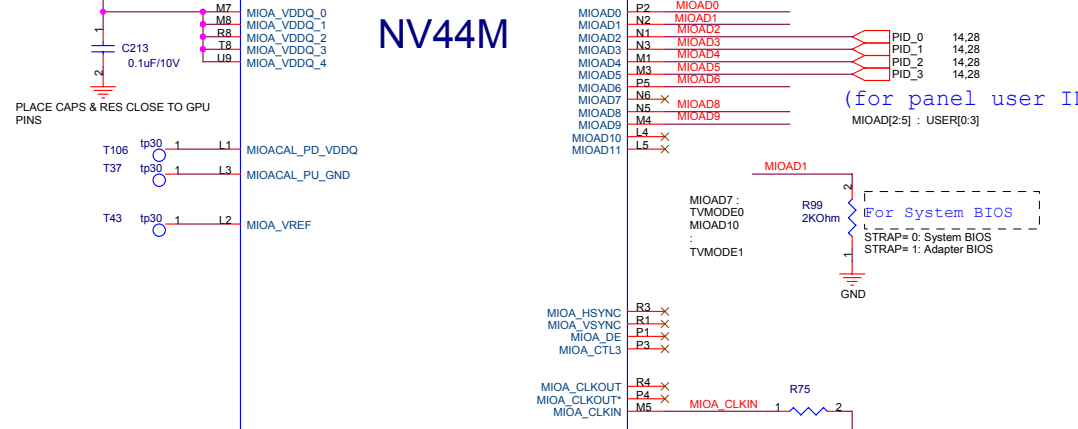 M7 MIOA_VDDQ_0
M8 MIOA_VDDQ_1
R8 MIOA_VDDQ_2
T8 MIOA_VDDQ_3
U9 MIOA_VDDQ_4
1
C213
0.1uF/10V
2
PLACE CAPS & RES CLOSE TO GPU
PINS
NV44M
T106 tp30 1 L1 MIOACAL_PD_VDDQ
T37 tp30 1 L3 MIOACAL_PU_GND
T43 tp30 1 L2 MIOA_VREF
MIOAD0 P2 MIOAD0
MIOAD1 N2 MIOAD1
MIOAD2 N1 MIOAD2 PID_0 14,28
MIOAD3 N3 MIOAD3 PID_1 14,28
MIOAD4 M1 MIOAD4 PID_2 14,28
MIOAD5 M3 MIOAD5 PID_3 14,28
MIOAD6 P5 MIOAD6
MIOAD7 N6
MIOAD8 N5 MIOAD8
MIOAD9 M4 MIOAD9
MIOAD10 L4
MIOAD11 L5
(for panel user I
MIOAD[2:5] : USER[0:3]
MIOAD1
MIOAD7 :
TVMODE0
MIOAD10
:
TVMODE1
2
R99
2KOhm
1
GND
For System BIOS
STRAP= 0: System BIOS
STRAP= 1: Adapter BIOS
MIOA_HSYNC R3
MIOA_VSYNC R1
MIOA_DE P1
MIOA_CTL3 P3
MIOA_CLKOUT R4
MIOA_CLKOUT* P4
MIOA_CLKIN M5 MIOA_CLKIN 1 R75 2